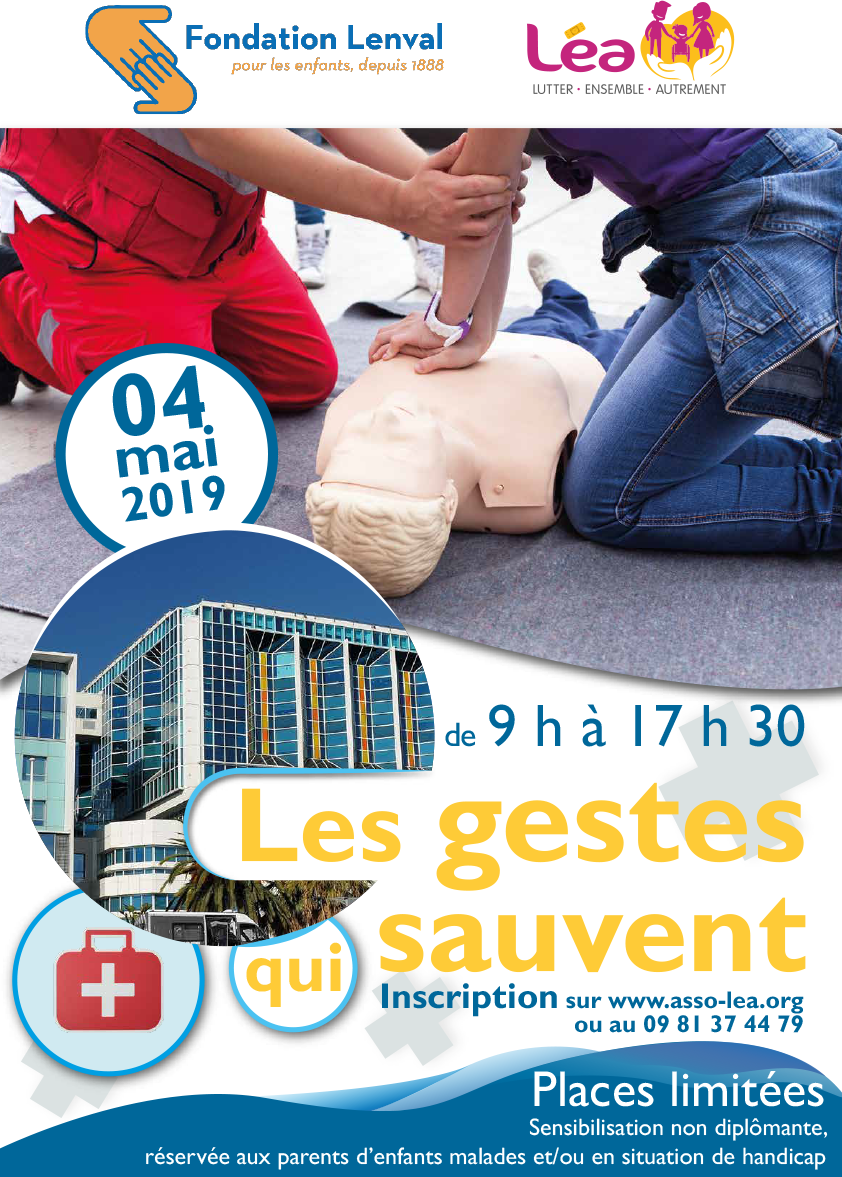 Fondation Lenval
pour les enfants, depuis 1888
Léa
LUTTER • ENSEMBLE • AUTREMENT
04
mai
2019
de 9 h à 17 h 30
Les gestes
qui sauvent
Inscription sur www.asso-lea.org
ou au 09 81 37 44 79
Places limitées
Sensibilisation non diplômante,
réservée aux parents d’enfants malades et/ou en situation de handicap